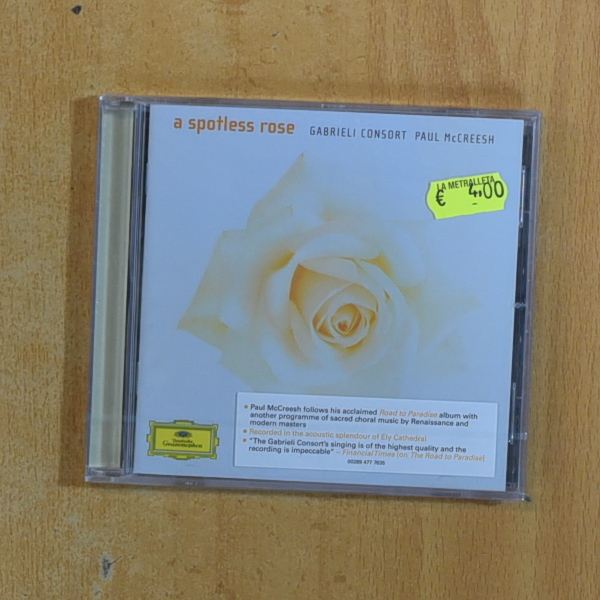 a spotless rose GABRIELI CONSORT PAUL McCREESH
LA METRALLETA
€ 4,00
• Paul McCreesh follows his acclaimed Road to Paradise album with
another programme of sacred choral music by Renaissance and
modern masters
• Recorded in the acoustic splendour of Ely Cathedral
• "The Gabrieli Consort's singing is of the highest quality and the
recording is impeccable" – Financial Times (on The Road to Paradise)
00289 477 7635
Deutsche
Grammophon